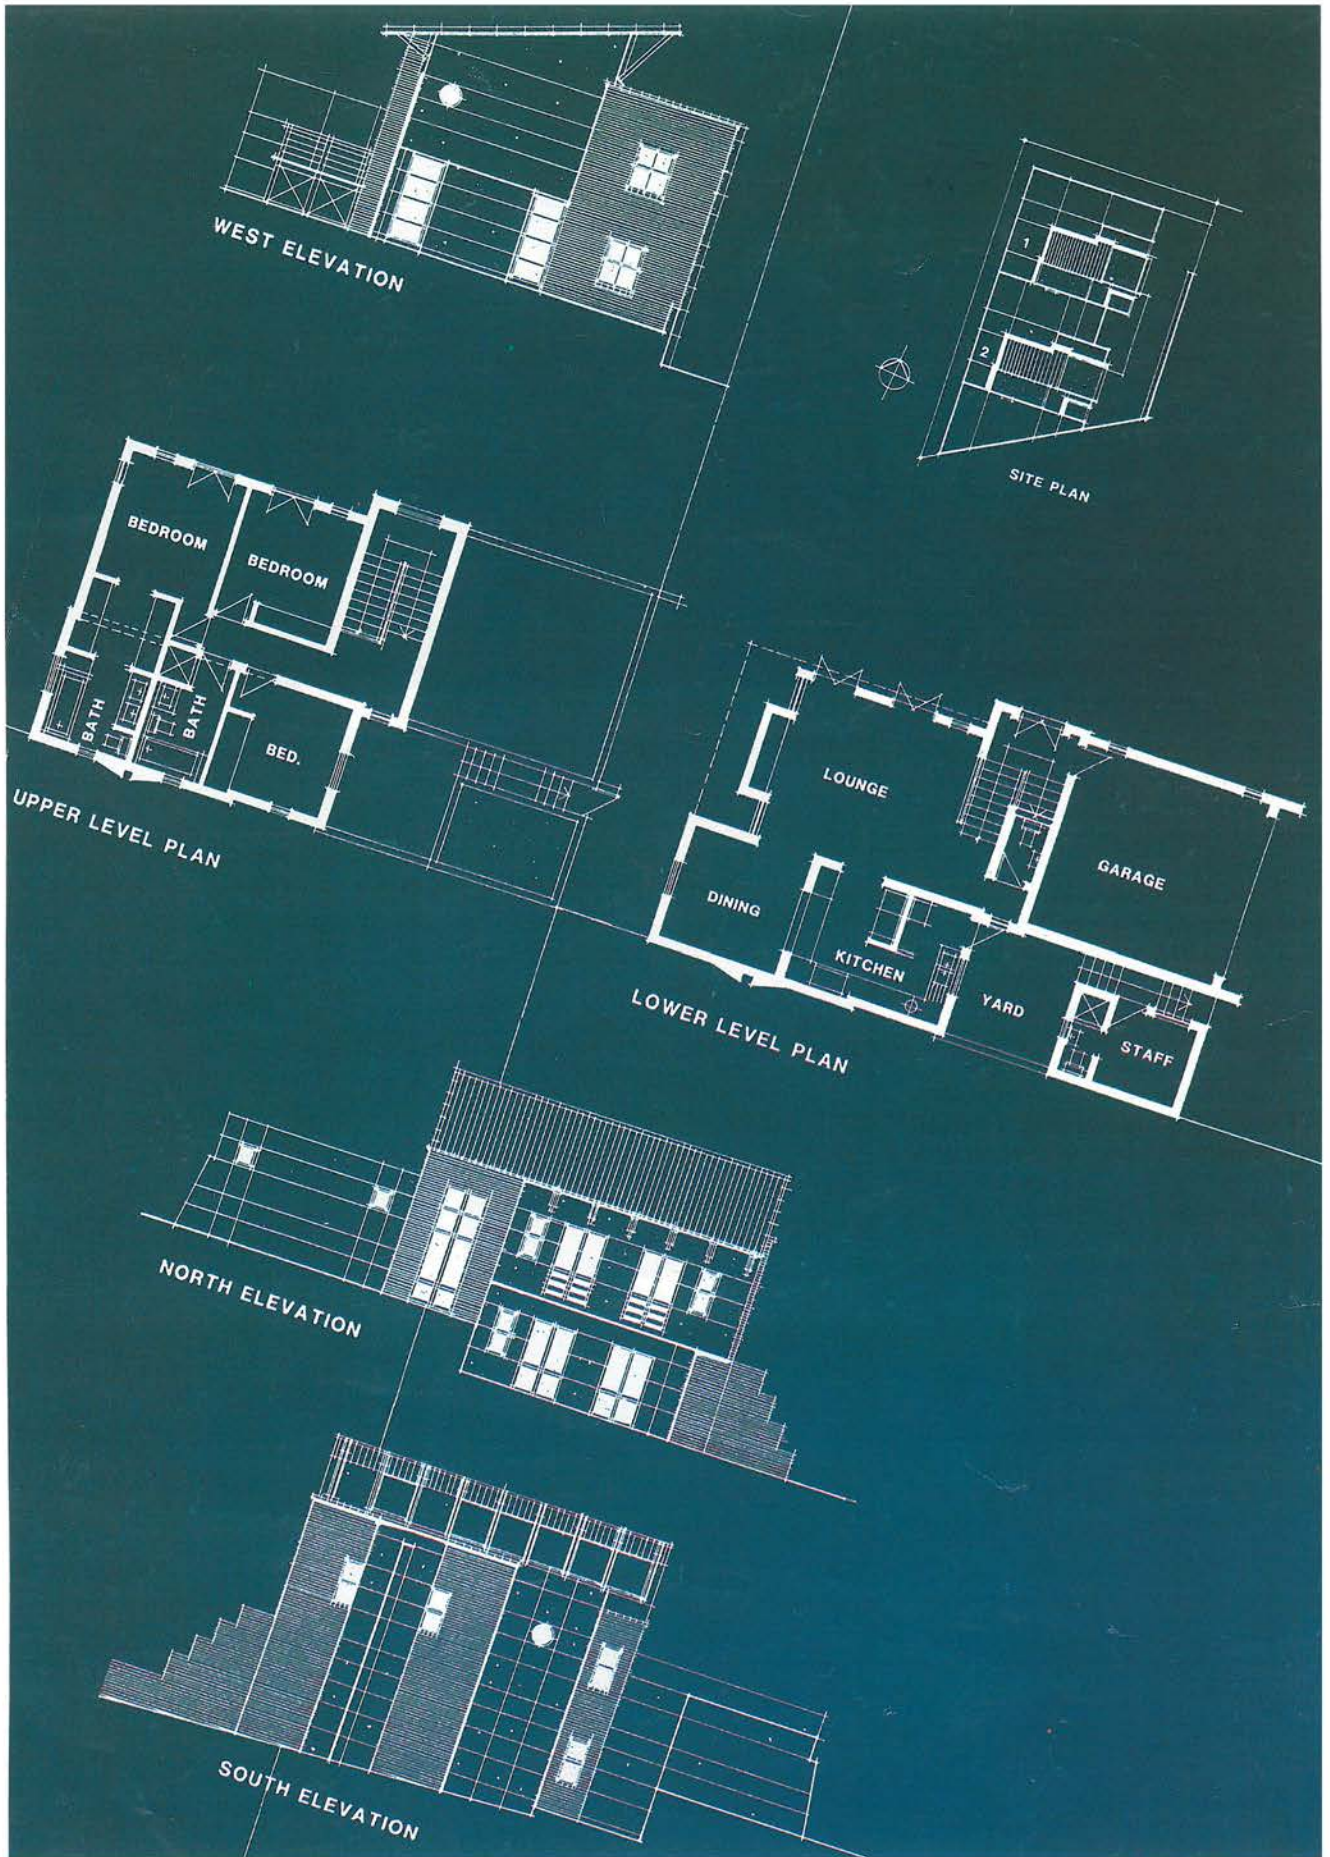 WEST ELEVATION
1
2
SITE PLAN
BEDROOM
BEDROOM
BATH
BATH
BED.
UPPER LEVEL PLAN
LOUNGE
GARAGE
DINING
KITCHEN
YARD
STAFF
LOWER LEVEL PLAN
NORTH ELEVATION
SOUTH ELEVATION